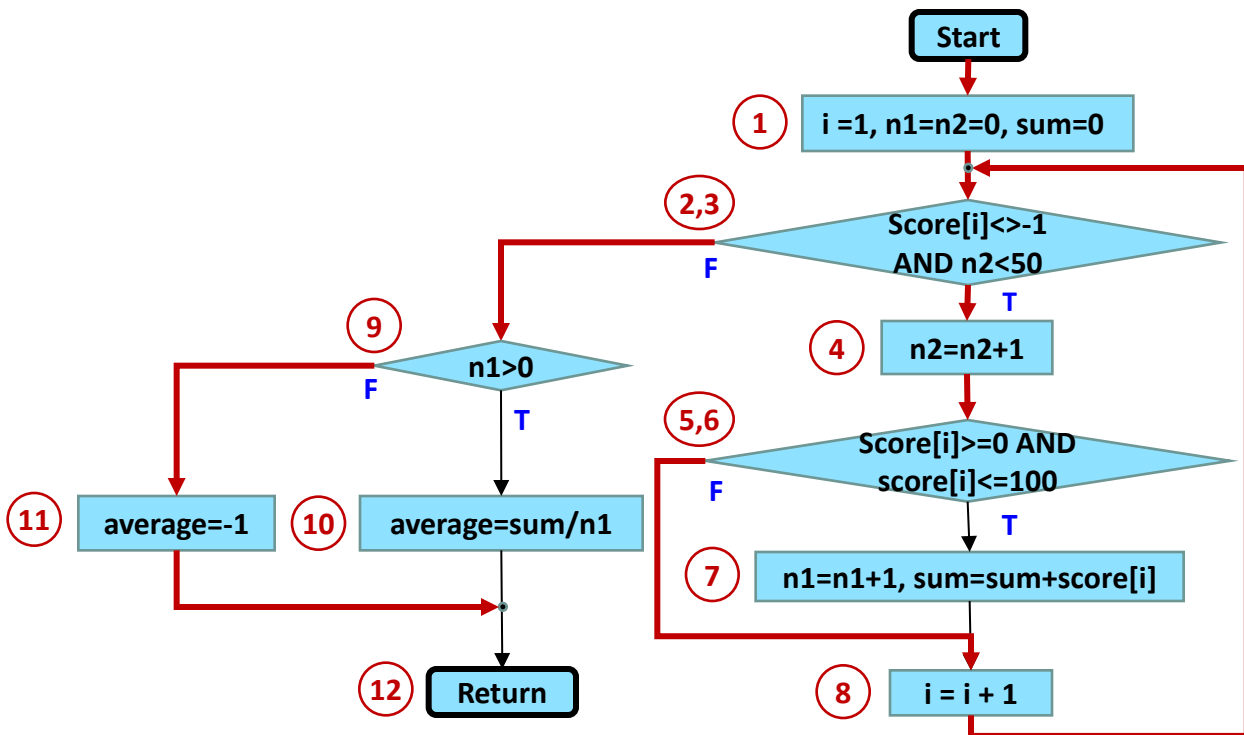 Start
1
i =1, n1=n2=0, sum=0
2,3
Score[i]<>-1
AND n2<50
F
T
9
n1>0
F
T
4
n2=n2+1
5,6
Score[i]>=0 AND
score[i]<=100
F
T
11
average=-1
10
average=sum/n1
7
n1=n1+1, sum=sum+score[i]
12
Return
8
i = i + 1